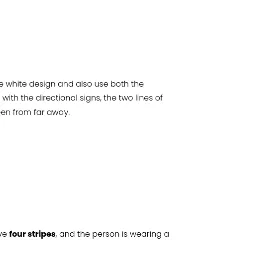 e white design and also use both the
with the directional signs, the two lines of
en from far away.
ve four stripes, and the person is wearing a